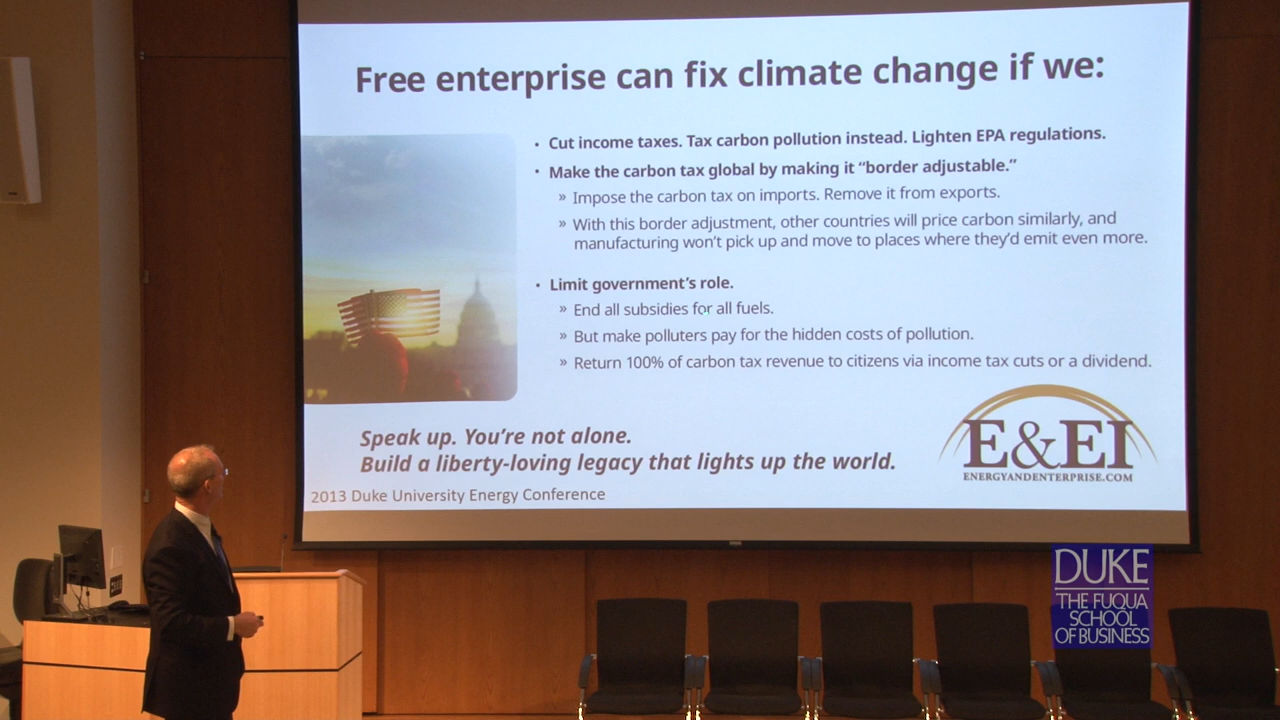 Free enterprise can fix climate change if we:
• Cut income taxes. Tax carbon pollution instead. Lighten EPA regulations.
• Make the carbon tax global by making it “border adjustable.”
» Impose the carbon tax on imports. Remove it from exports.
» With this border adjustment, other countries will price carbon similarly, and
manufacturing won’t pick up and move to places where they’d emit even more.
• Limit government’s role.
» End all subsidies for all fuels.
» But make polluters pay for the hidden costs of pollution.
» Return 100% of carbon tax revenue to citizens via income tax cuts or a dividend.
Speak up. You’re not alone.
Build a liberty-loving legacy that lights up the world.
E&EI
ENERGYANDENTERPRISE.COM
2013 Duke University Energy Conference
DUKE
THE FUQUA
SCHOOL
OF BUSINESS